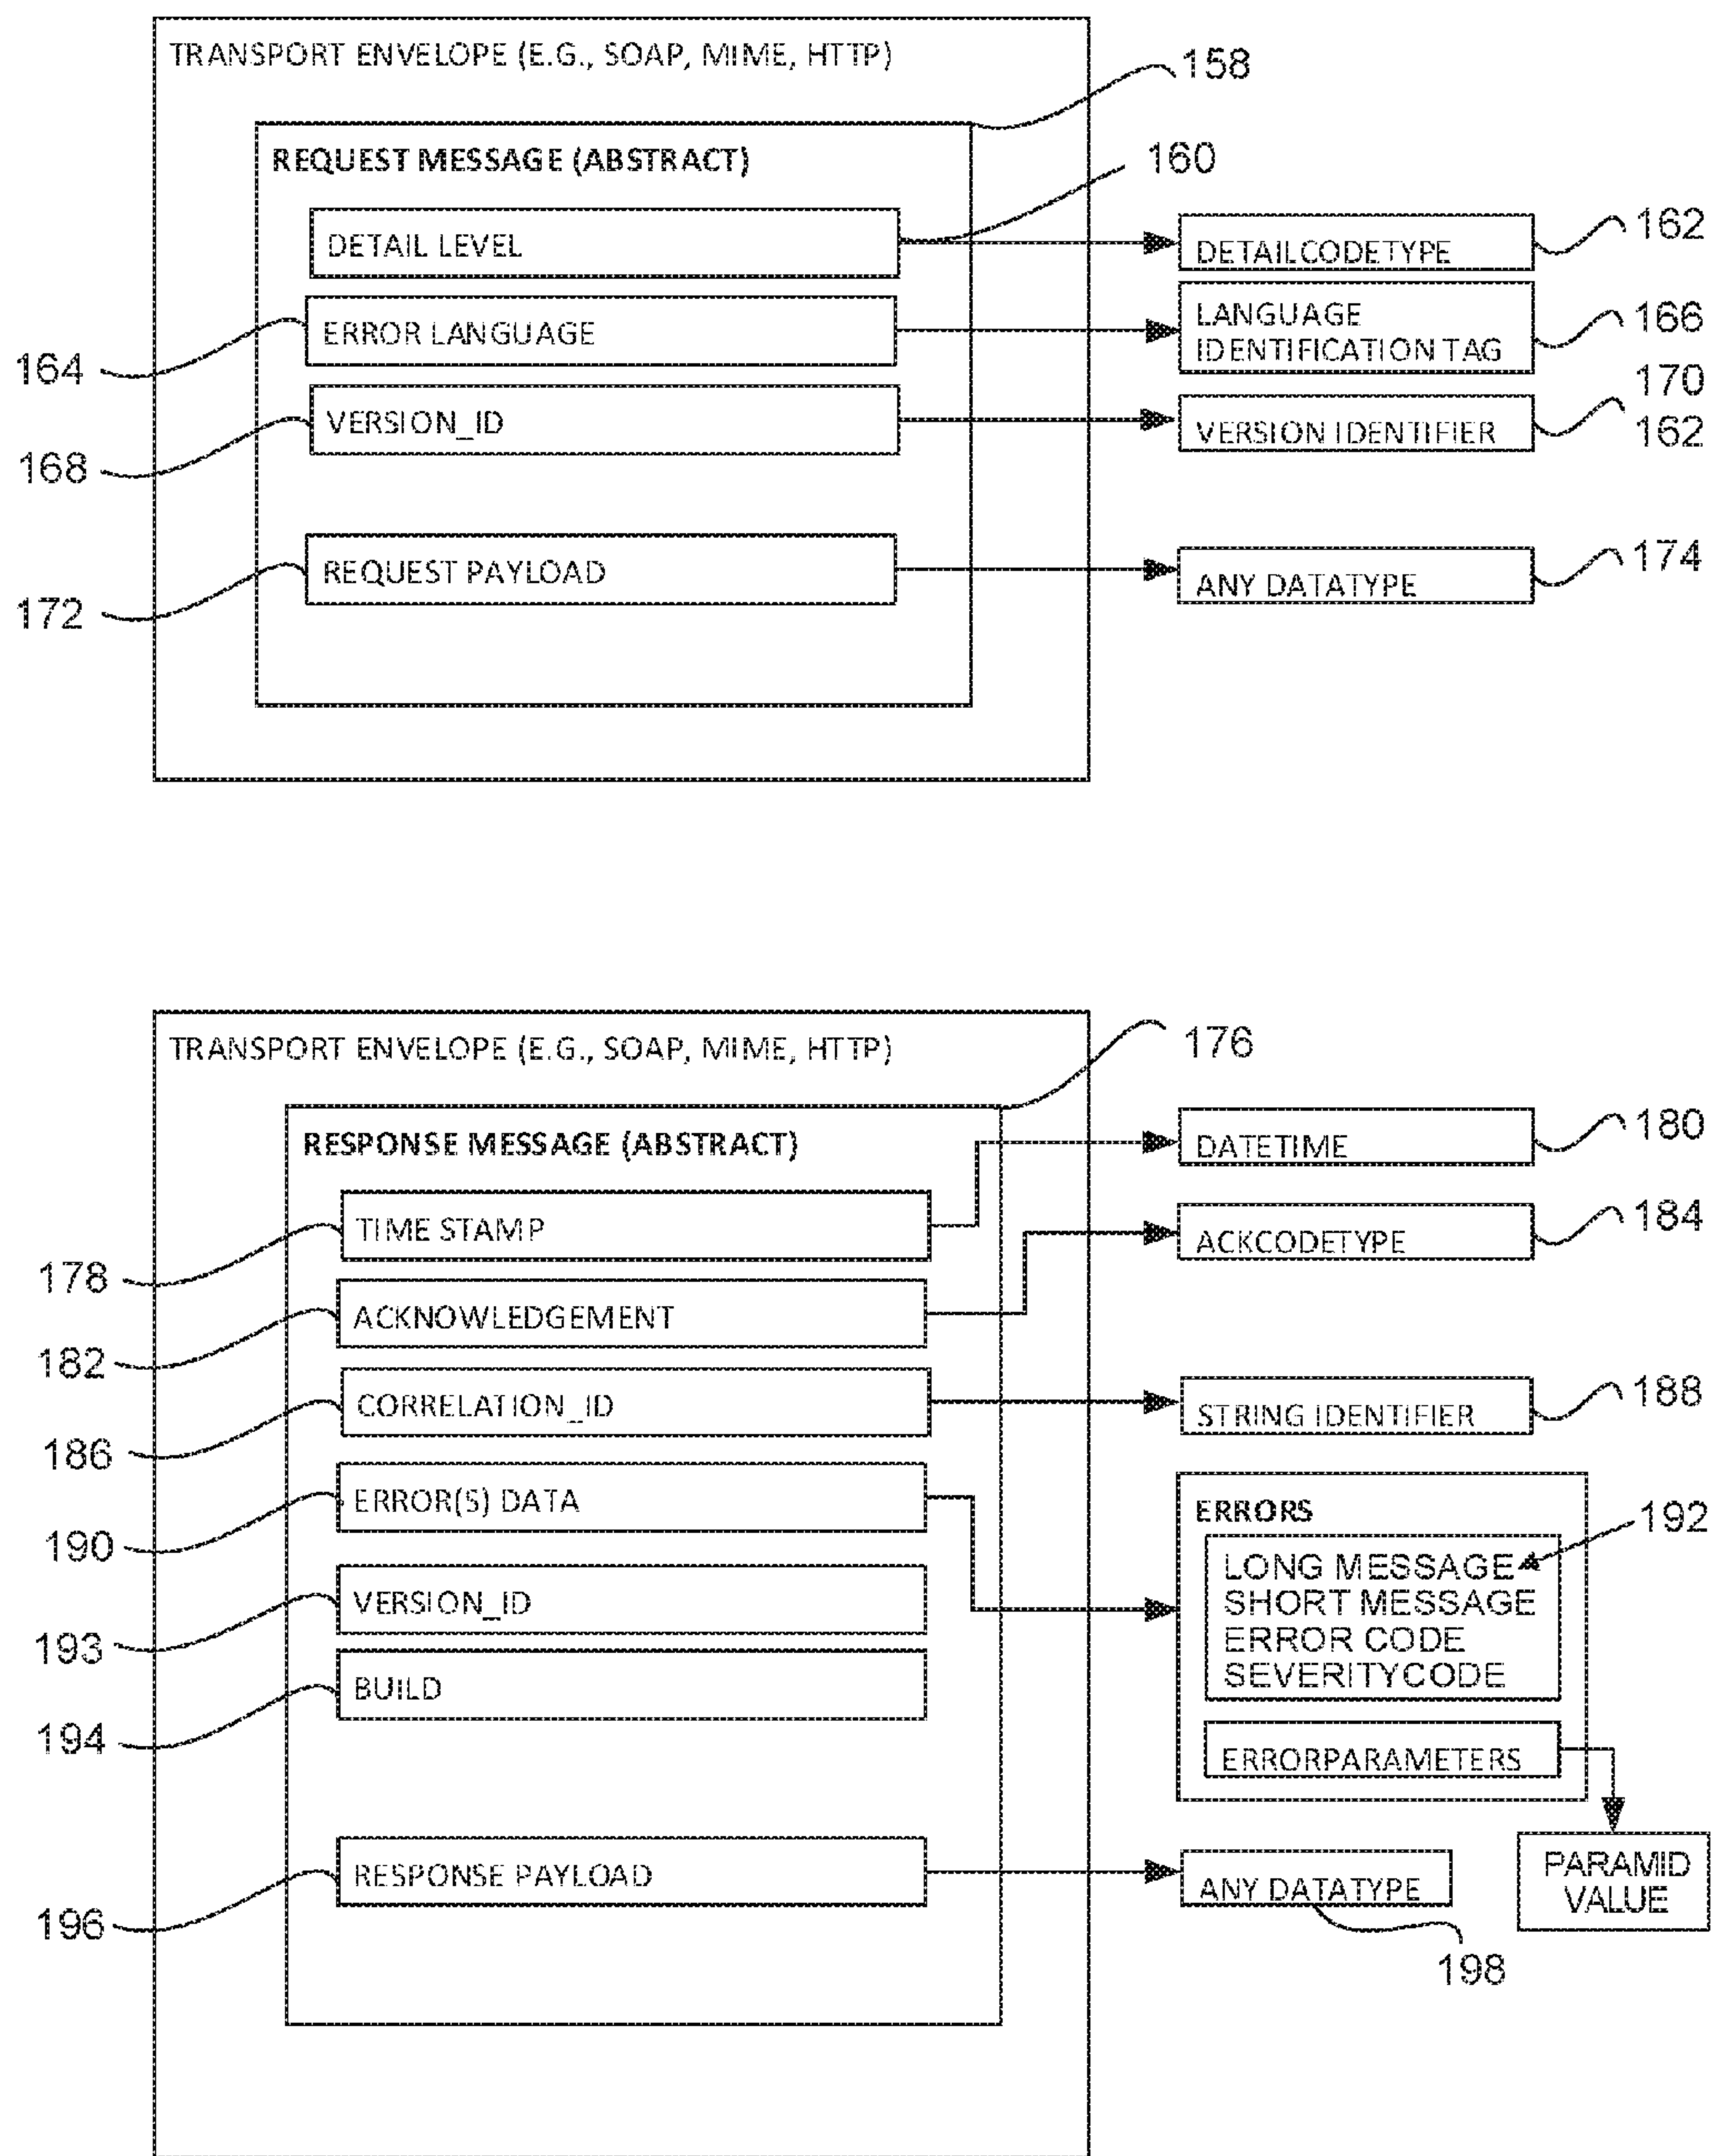 TRANSPORT ENVELOPE (E.G., SOAP, MIME, HTTP)
158
REQUEST MESSAGE (ABSTRACT)
160
DETAIL LEVEL
DETAILCODETYPE
162
ERROR LANGUAGE
164
LANGUAGE
IDENTIFICATION TAG
166
VERSION_ID
168
VERSION IDENTIFIER
170
162
REQUEST PAYLOAD
172
ANY DATATYPE
174
TRANSPORT ENVELOPE (E.G., SOAP, MIME, HTTP)
176
RESPONSE MESSAGE (ABSTRACT)
DATETIME
180
TIME STAMP
178
ACKCODETYPE
184
ACKNOWLEDGEMENT
182
CORRELATION_ID
186
STRING IDENTIFIER
188
ERROR(S) DATA
190
ERRORS
192
LONG MESSAGE
SHORT MESSAGE
ERROR CODE
SEVERITYCODE
VERSION_ID
193
BUILD
194
ERRORPARAMETERS
PARAMID
VALUE
RESPONSE PAYLOAD
196
ANY DATATYPE
198